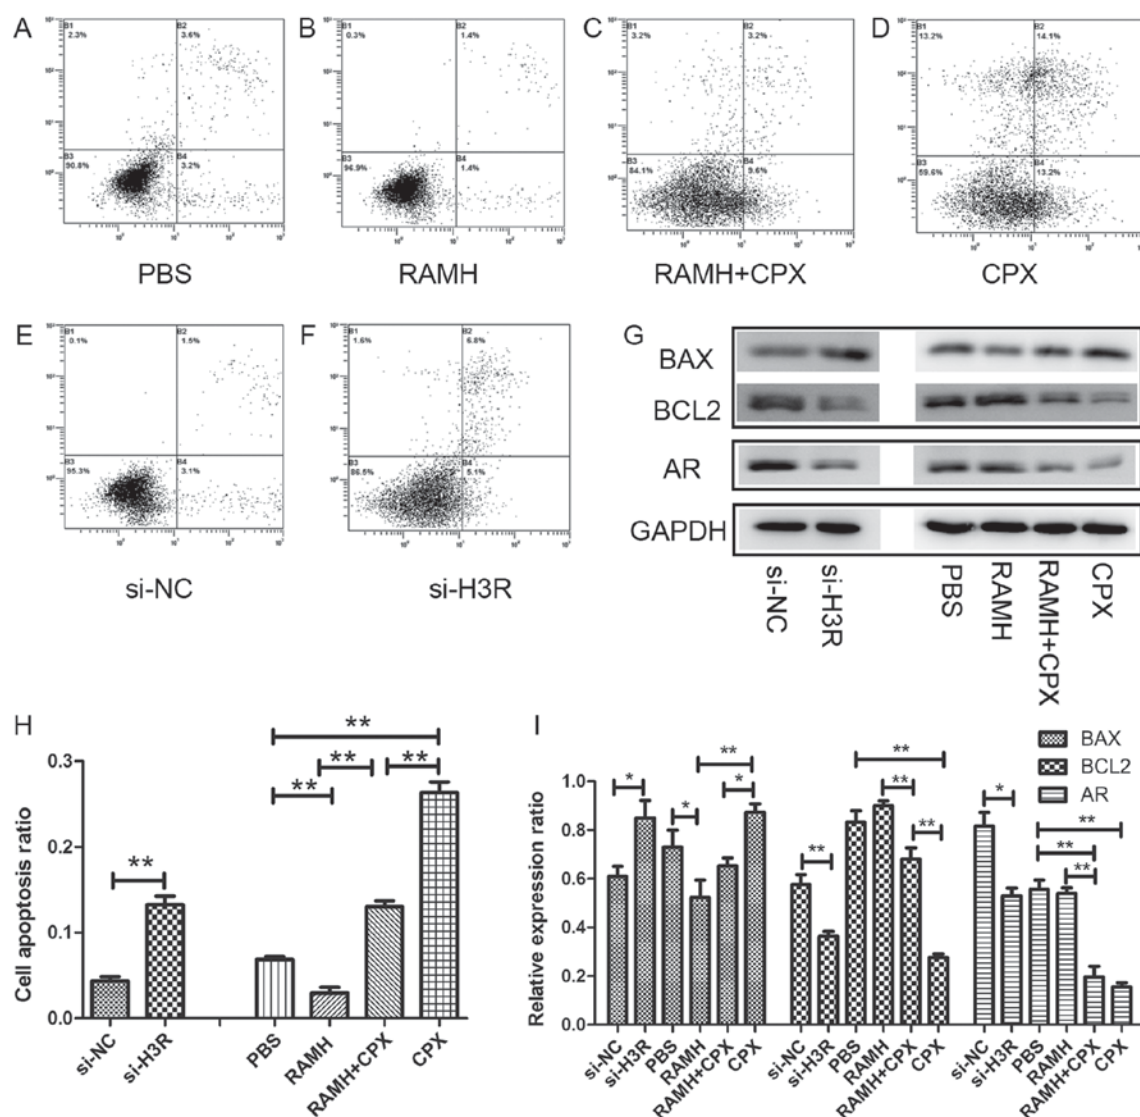 A
B1
2.3%
B2
3.6%
B3
90.8%
B4
3.2%
PBS
B
B1
0.3%
B2
1.4%
B3
96.9%
B4
1.4%
RAMH
C
B1
3.2%
B2
3.2%
B3
84.1%
B4
9.6%
RAMH+CPX
D
B1
13.2%
B2
14.1%
B3
59.6%
B4
13.2%
CPX
E
B1
0.1%
B2
1.5%
B3
95.3%
B4
3.1%
si-NC
F
B1
1.6%
B2
6.8%
B3
86.5%
B4
5.1%
si-H3R
G
BAX
BCL2
AR
GAPDH
si-NC
si-H3R
PBS
RAMH
RAMH+CPX
CPX
H
Cell apoptosis ratio
0.3
0.2
0.1
0.0
**
**
**
**
**
si-NC
si-H3R
PBS
RAMH
RAMH+CPX
CPX
I
BAX
BCL2
AR
Relative expression ratio
1.0
0.8
0.6
0.4
0.2
0.0
*
*
**
*
**
**
**
**
*
**
**
**
si-NC
si-H3R
PBS
RAMH
RAMH+CPX
CPX
si-NC
si-H3R
PBS
RAMH
RAMH+CPX
CPX
si-NC
si-H3R
PBS
RAMH
RAMH+CPX
CPX